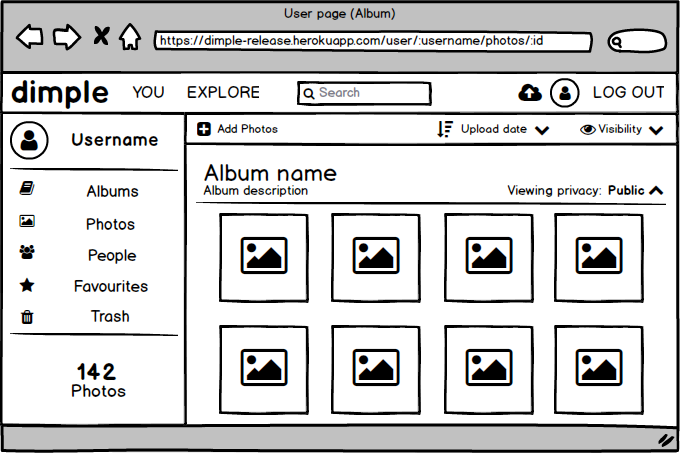 User page (Album)
https://dimple-release.herokuapp.com/user/:username/photos/:id
dimple YOU EXPLORE Search LOG OUT
Username
Albums
Photos
People
Favourites
Trash
142
Photos
Add Photos Upload date Visibility
Album name
Album description Viewing privacy: Public